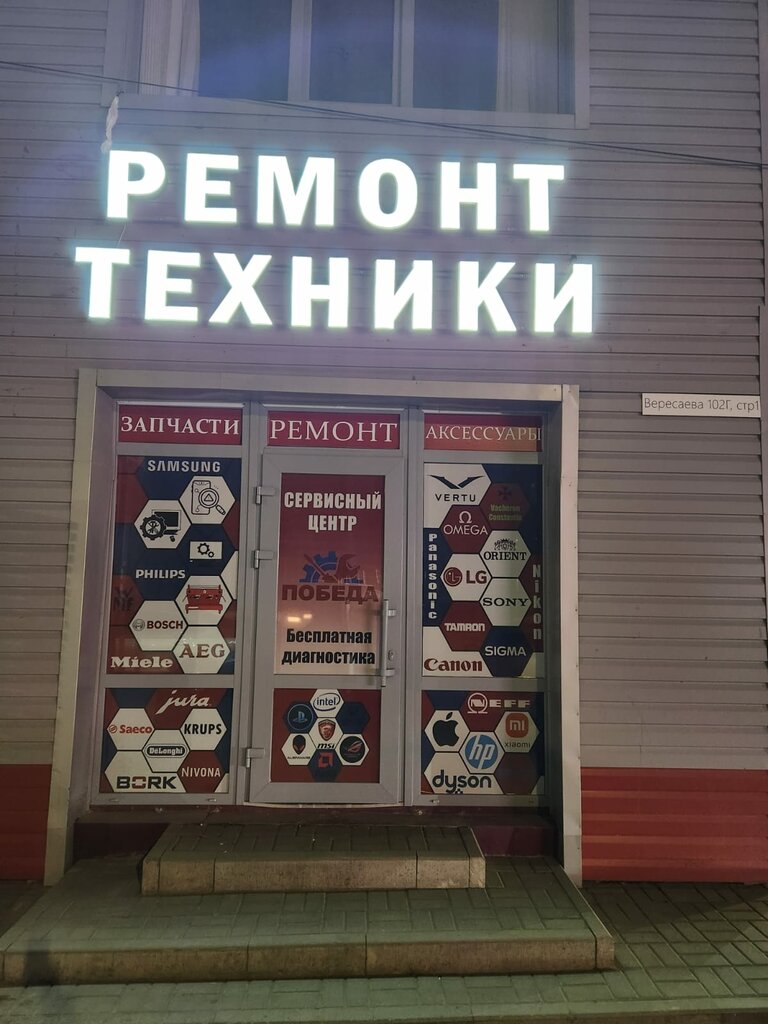 РЕМОНТ
ТЕХНИКИ
Вересаева 102Г, стр1
ЗАПЧАСТИ
РЕМОНТ
АКСЕССУАРЫ
SAMSUNG
PHILIPS
BOSCH
Miele
AEG
jura
Saeco
KRUPS
DeLonghi
NIVONA
BORK
СЕРВИСНЫЙ
ЦЕНТР
ПОБЕДА
Бесплатная
диагностика
intel
msi
ALIENWARE
VERTU
Vacheron
Constantin
Ω
OMEGA
ORIENT
Panasonic
LG
SONY
Nikon
TAMRON
SIGMA
Canon
NEFF
mi
xiaomi
hp
dyson